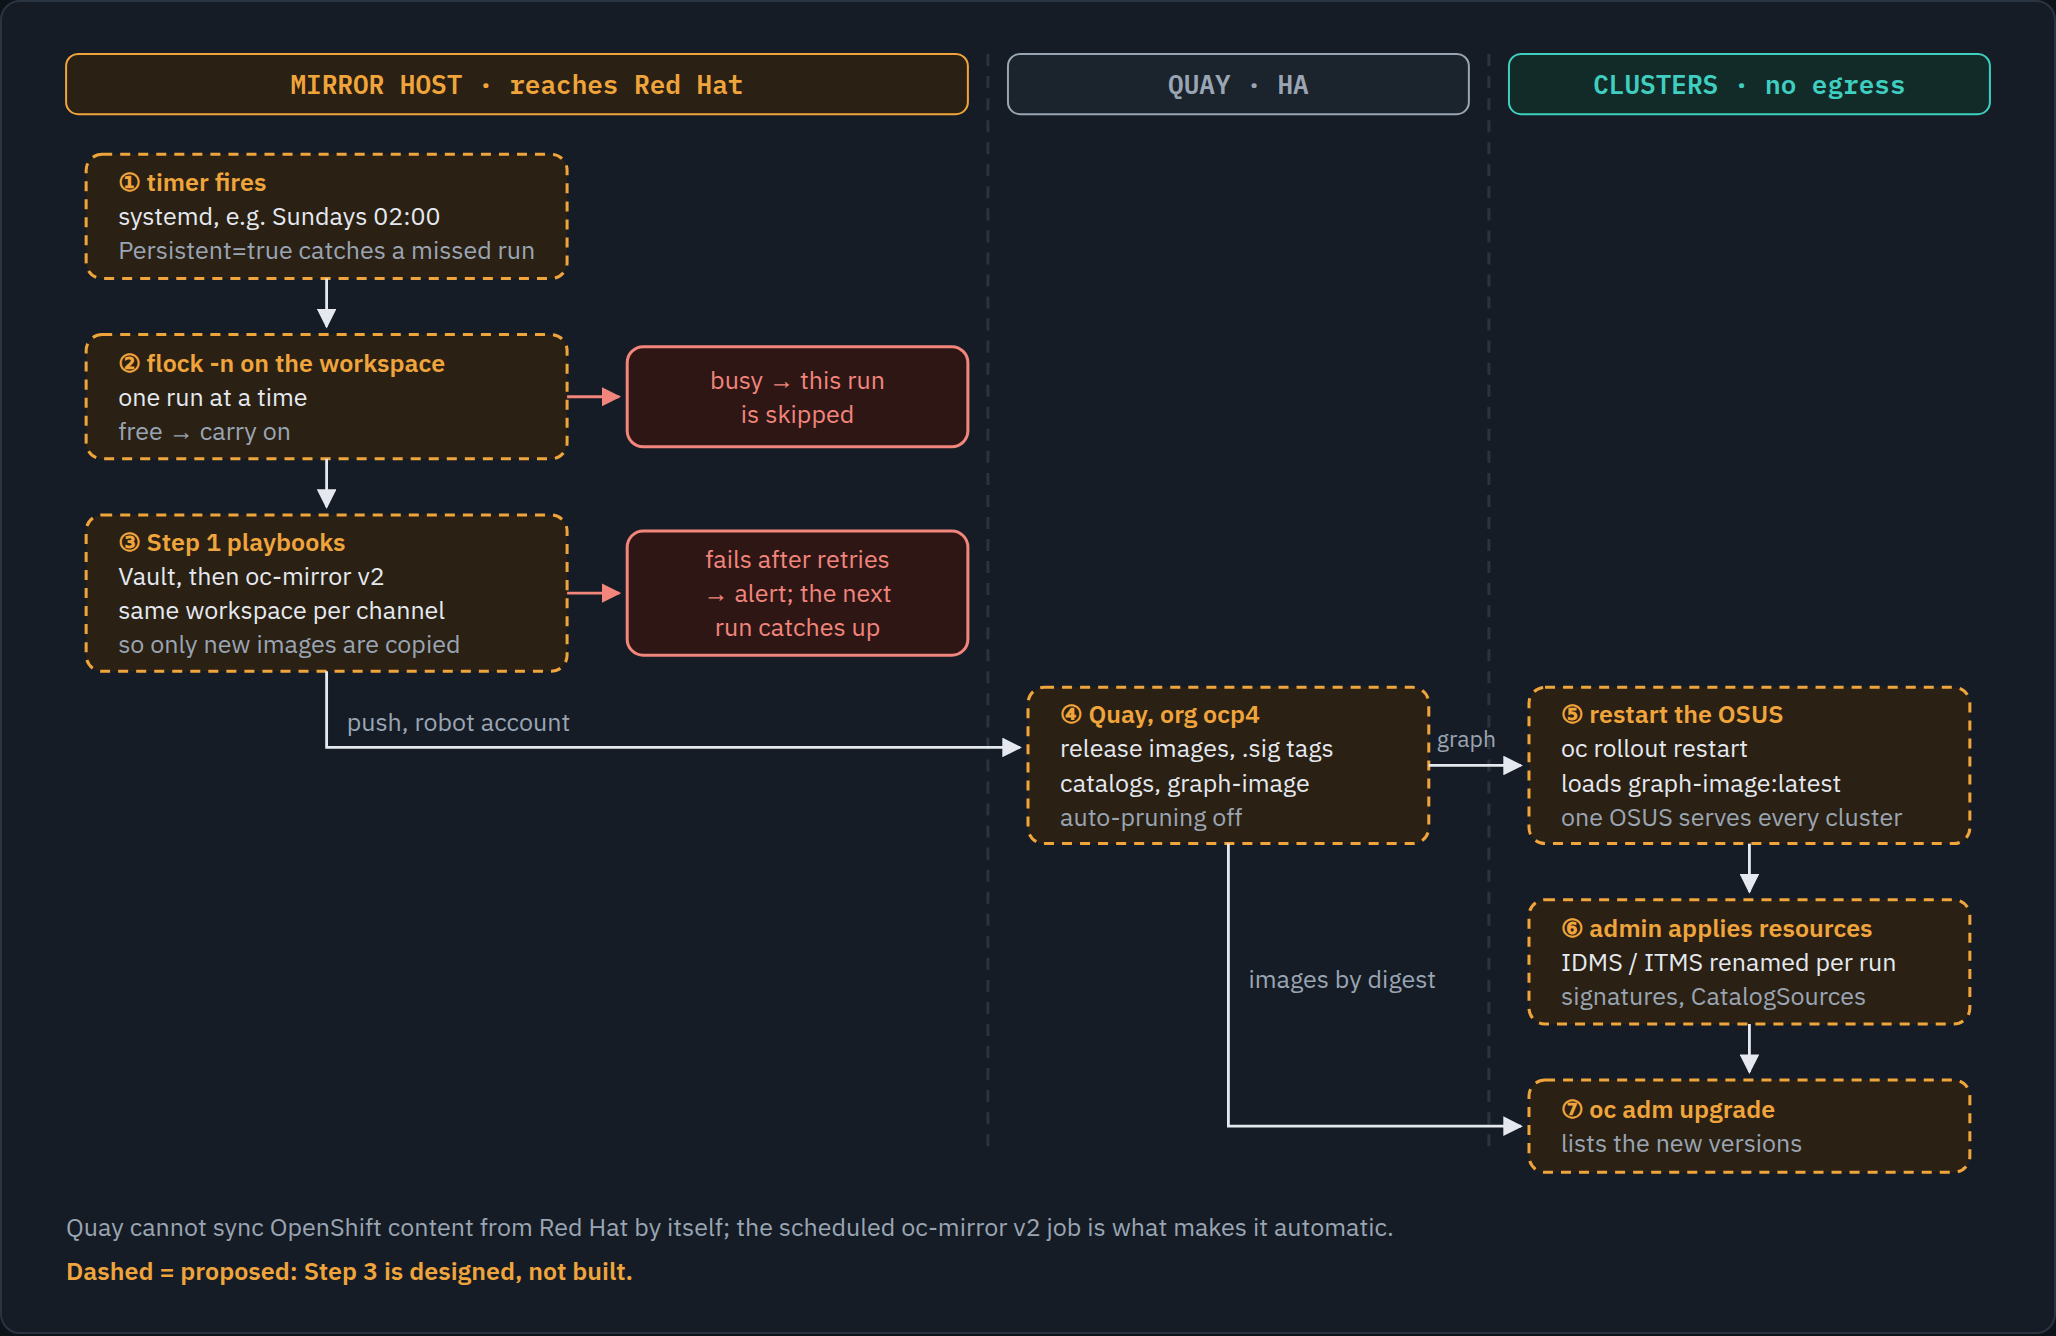 MIRROR HOST · reaches Red Hat
QUAY · HA
CLUSTERS · no egress
① timer fires
systemd, e.g. Sundays 02:00
Persistent=true catches a missed run
② flock -n on the workspace
one run at a time
free → carry on
busy → this run
is skipped
③ Step 1 playbooks
Vault, then oc-mirror v2
same workspace per channel
so only new images are copied
fails after retries
→ alert; the next
run catches up
push, robot account
④ Quay, org ocp4
release images, .sig tags
catalogs, graph-image
auto-pruning off
graph
⑤ restart the OSUS
oc rollout restart
loads graph-image:latest
one OSUS serves every cluster
⑥ admin applies resources
IDMS / ITMS renamed per run
signatures, CatalogSources
images by digest
⑦ oc adm upgrade
lists the new versions
Quay cannot sync OpenShift content from Red Hat by itself; the scheduled oc-mirror v2 job is what makes it automatic.
Dashed = proposed: Step 3 is designed, not built.